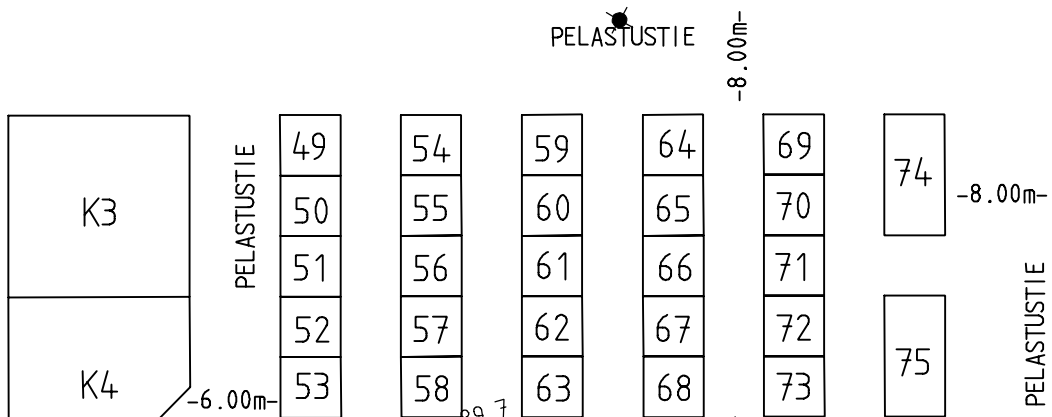 PELASTUSTIE
-8.00m-
K3
PELASTUSTIE
49 54 59 64 69 74
50 55 60 65 70
-8.00m-
51 56 61 66 71
PELASTUSTIE
52 57 62 67 72
K4
75
-6.00m-
53 58 63 68 73